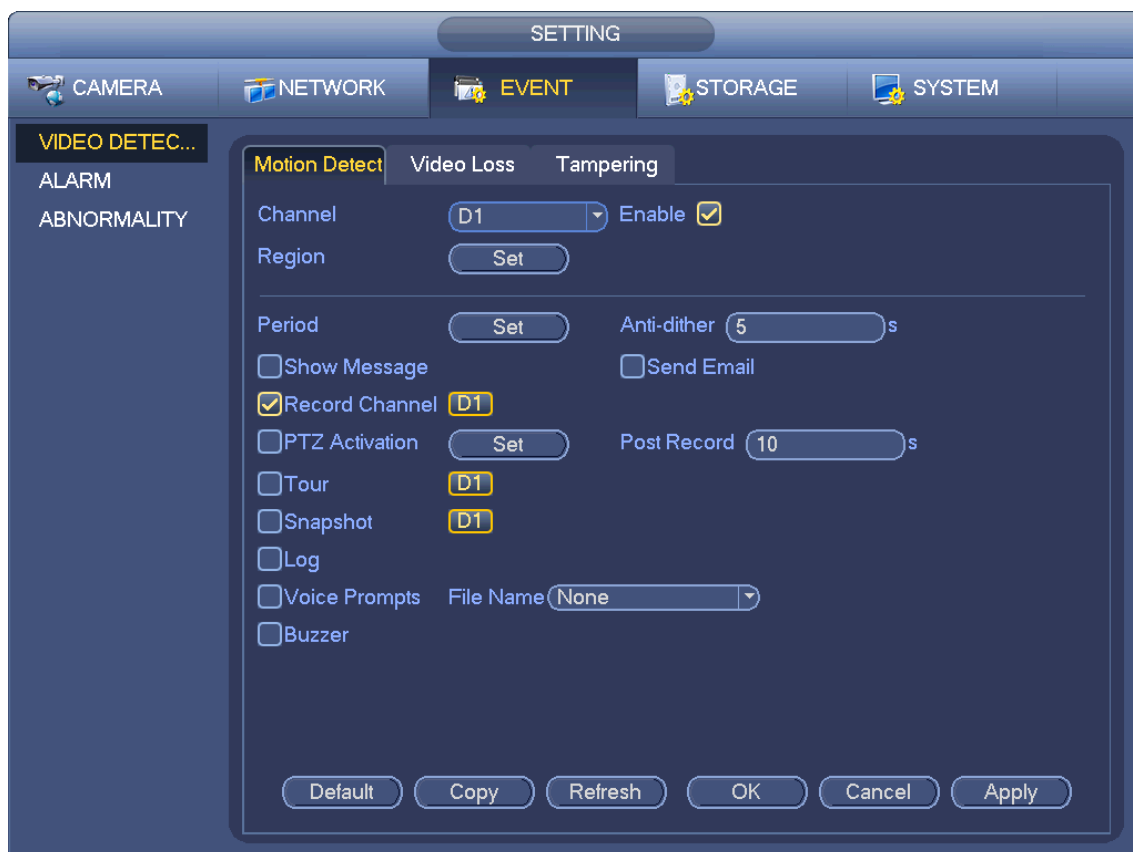 SETTING
CAMERA NETWORK EVENT STORAGE SYSTEM
VIDEO DETEC...
ALARM
ABNORMALITY
Motion Detect Video Loss Tampering
Channel D1 Enable
Region Set
Period Set Anti-dither 5 s
Show Message Send Email
Record Channel D1
PTZ Activation Set Post Record 10 s
Tour D1
Snapshot D1
Log
Voice Prompts File Name None
Buzzer
Default Copy Refresh OK Cancel Apply